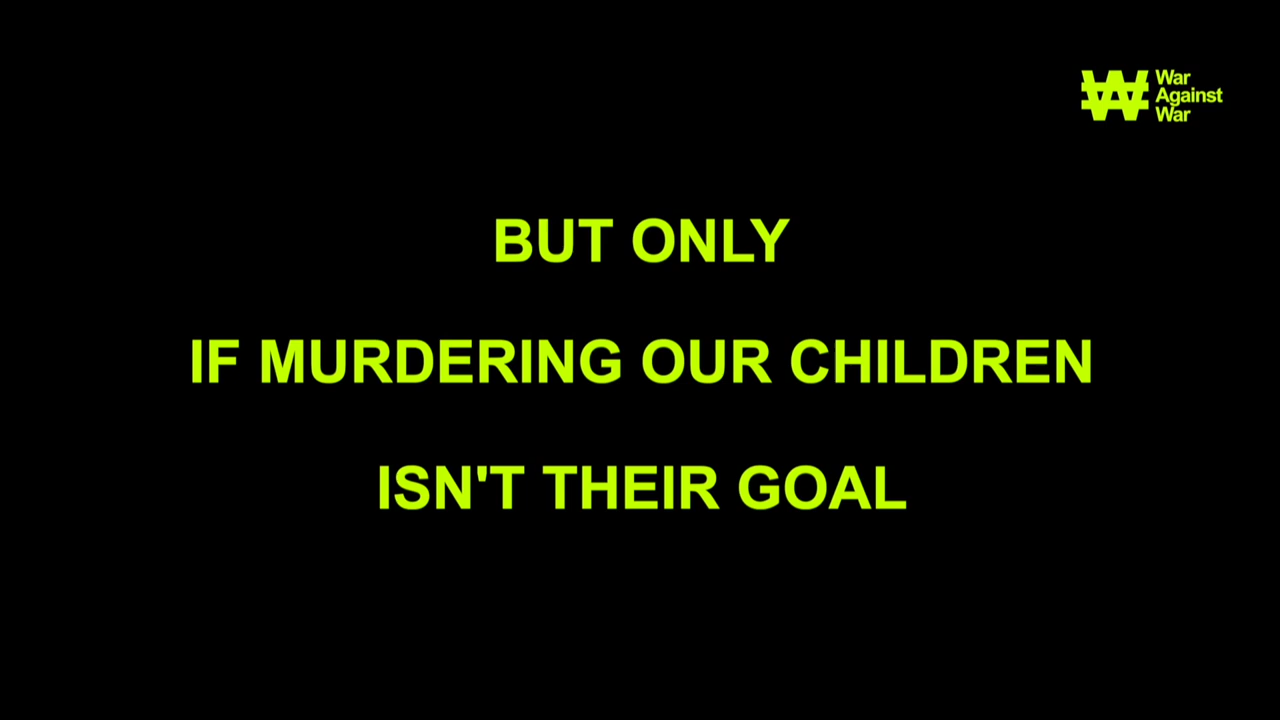 War
Against
War
BUT ONLY
IF MURDERING OUR CHILDREN
ISN'T THEIR GOAL